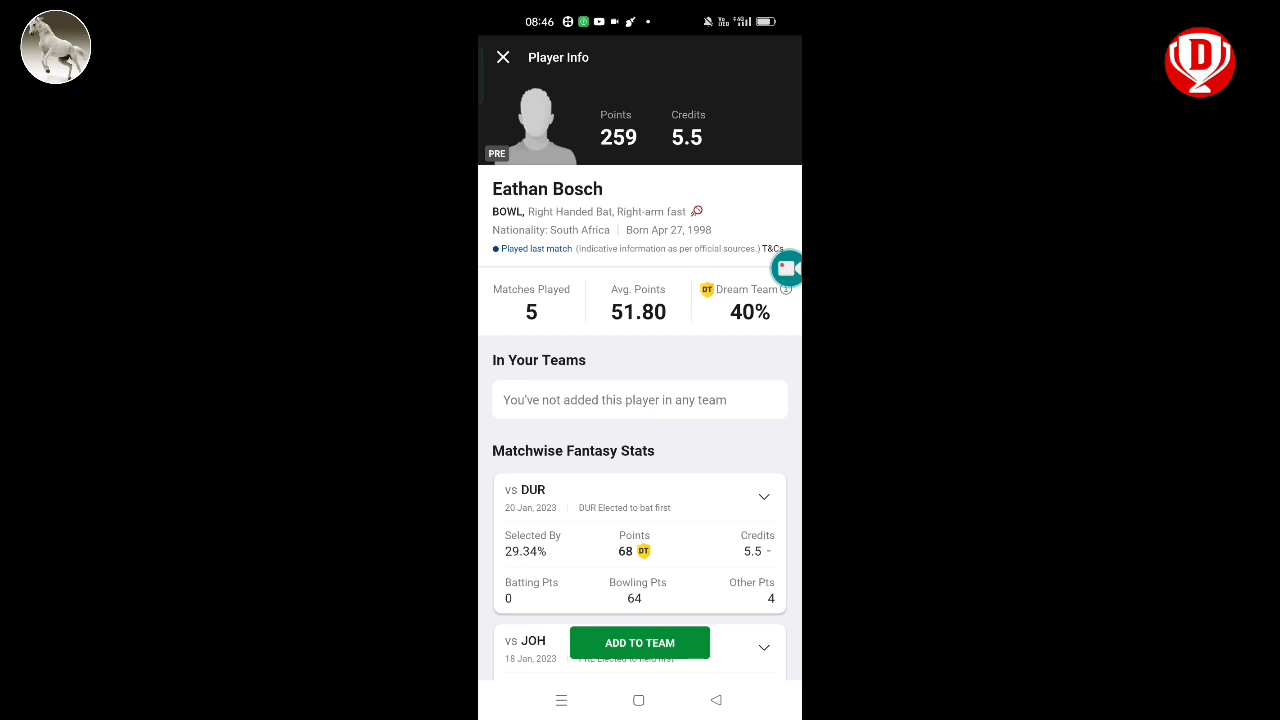 08:46
Player Info
Points
Credits
259
5.5
PRE
Eathan Bosch
BOWL, Right Handed Bat, Right-arm fast
Nationality: South Africa | Born Apr 27, 1998
Played last match (Indicative information as per official sources.) T&Cs
Matches Played
Avg. Points
DT Dream Team
5
51.80
40%
In Your Teams
You've not added this player in any team
Matchwise Fantasy Stats
vs DUR
20 Jan, 2023
DUR Elected to bat first
Selected By
Points
Credits
29.34%
68 DT
5.5 -
Batting Pts
Bowling Pts
Other Pts
0
64
4
vs JOH
ADD TO TEAM
18 Jan, 2023
D